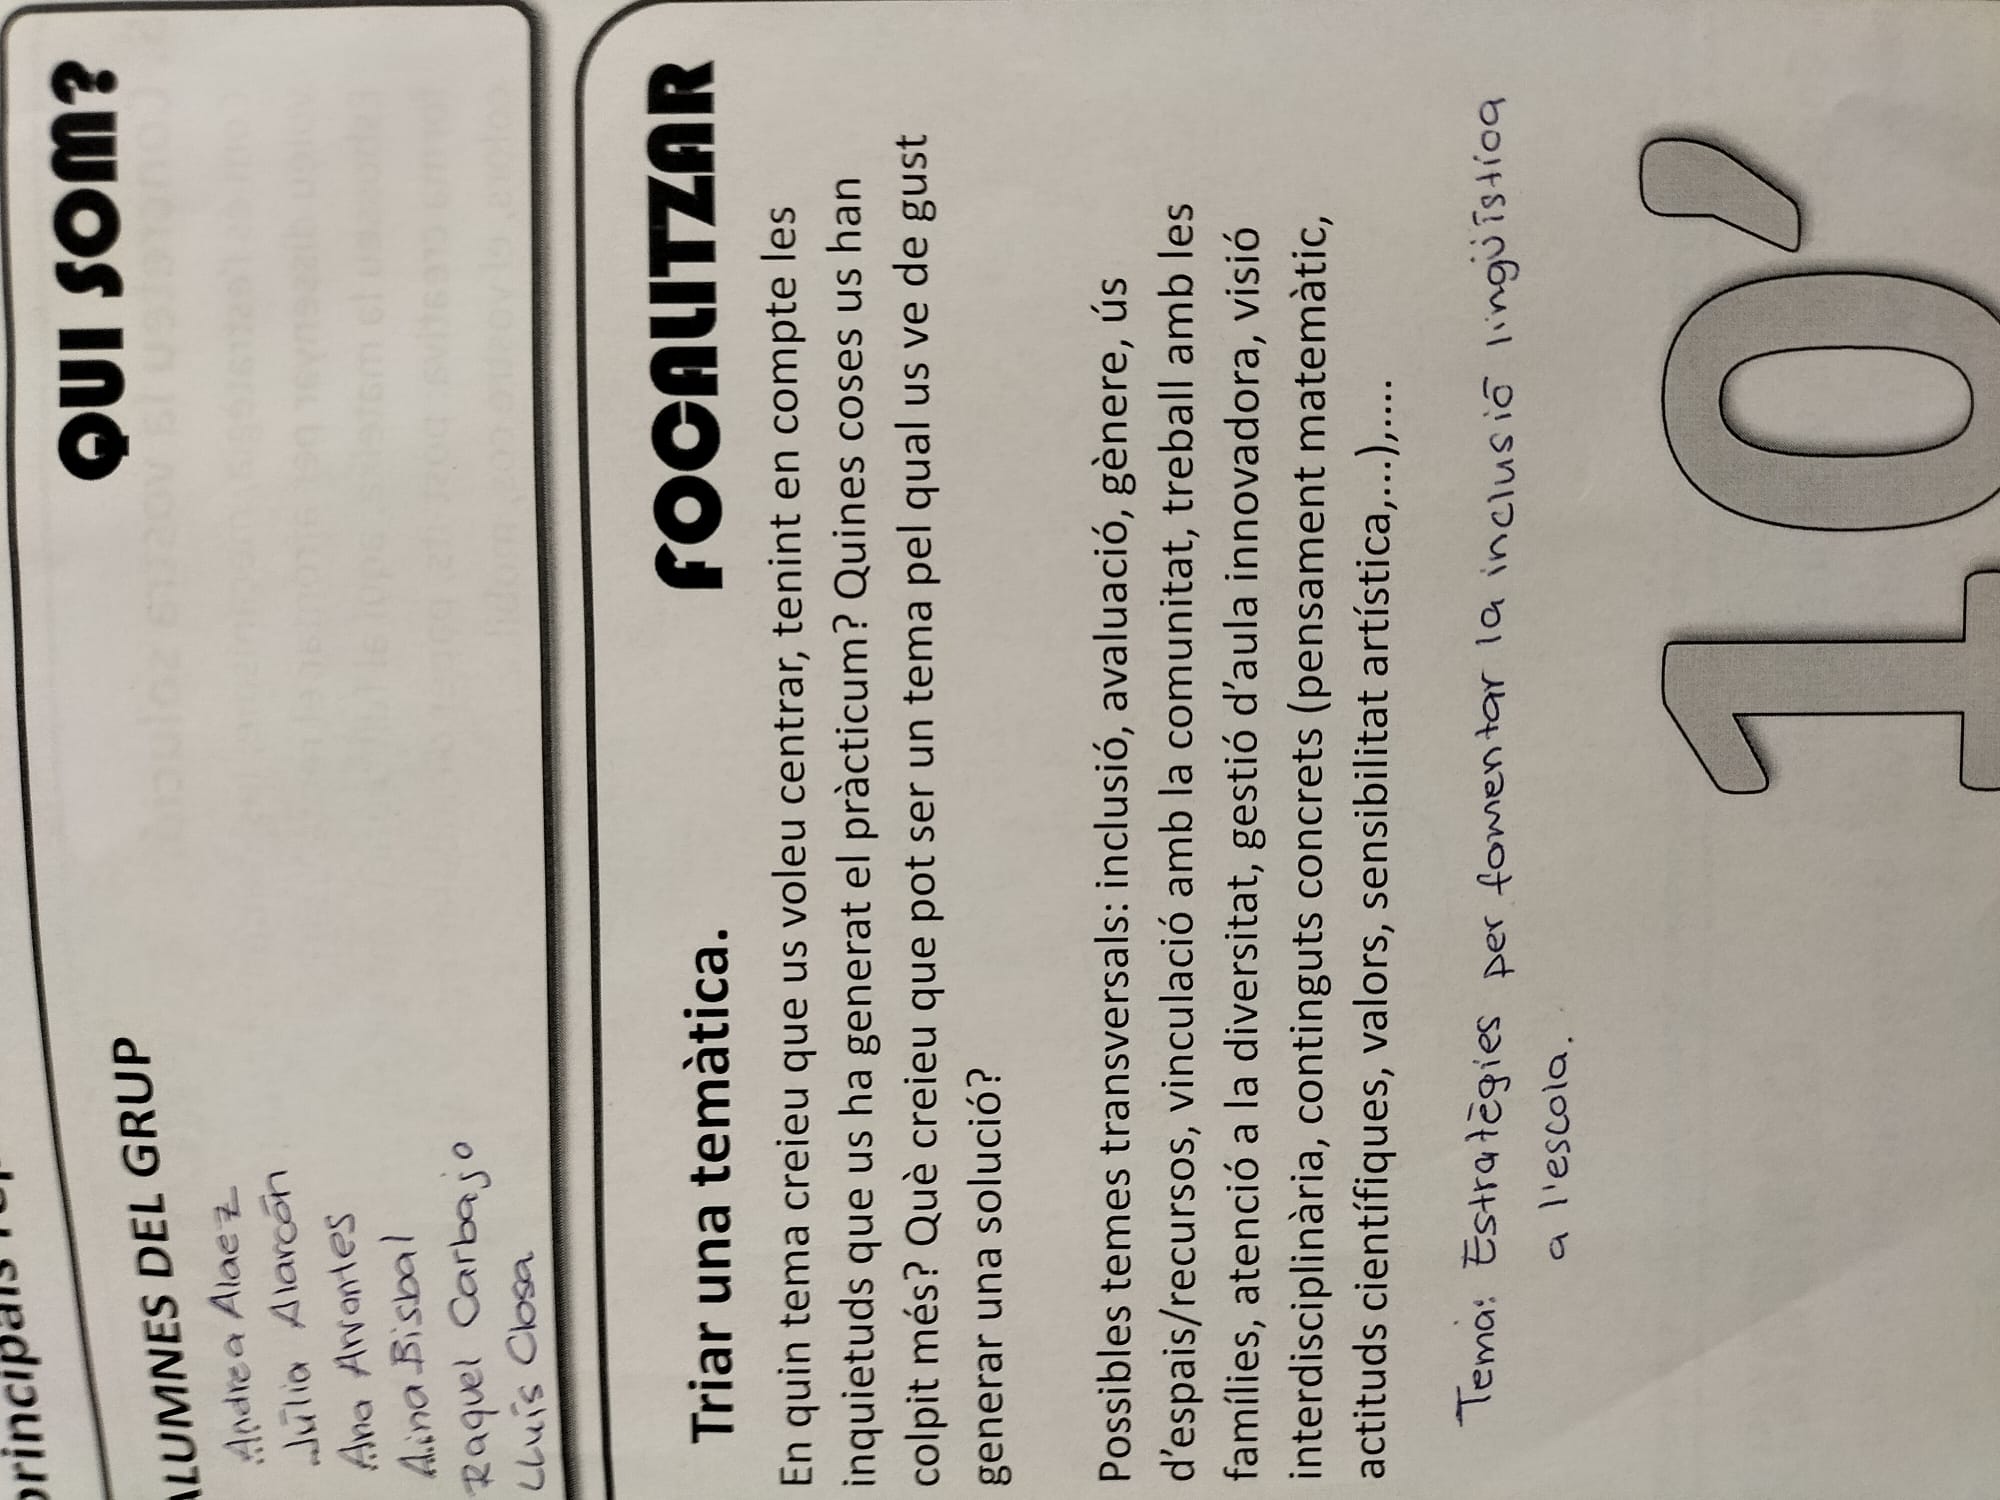 principals
QUI SOM?
ALUMNES DEL GRUP
Andrea Alaez
Júlia Alarcón
Ana Arrontes
Aina Bisbal
Raquel Carbajo
LLuís Closa
FOCALITZAR
Triar una temàtica.
En quin tema creieu que us voleu centrar, tenint en compte les
inquietuds que us ha generat el pràcticum? Quines coses us han
colpit més? Què creieu que pot ser un tema pel qual us ve de gust
generar una solució?
Possibles temes transversals: inclusió, avaluació, gènere, ús
d'espais/recursos, vinculació amb la comunitat, treball amb les
famílies, atenció a la diversitat, gestió d'aula innovadora, visió
interdisciplinària, continguts concrets (pensament matemàtic,
actituds científiques, valors, sensibilitat artística,...),....
Tema: Estratègies per fomentar la inclusió lingüística
a l'escola.
10'